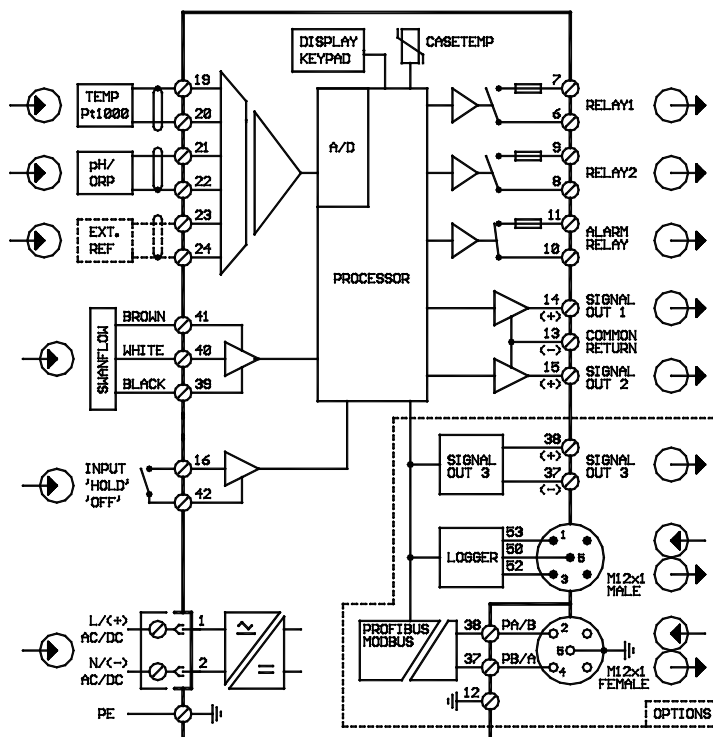 DISPLAY
KEYPAD
CASETEMP
TEMP
Pt1000
19
20
pH/
ORP
21
22
EXT.
REF
23
24
A/D
PROCESSOR
7
6
RELAY1
9
8
RELAY2
11
10
ALARM
RELAY
14
(+)
SIGNAL
OUT 1
13
(-)
COMMON
RETURN
15
(+)
SIGNAL
OUT 2
SWANFLOW
BROWN
41
WHITE
40
BLACK
39
INPUT
'HOLD'
'OFF'
16
42
SIGNAL
OUT 3
38
(+)
37
(-)
SIGNAL
OUT 3
LOGGER
53
50
52
1
5
3
M12x1
MALE
L/(+)
AC/DC
1
N/(-)
AC/DC
2
PE
PROFIBUS
MODBUS
38
PA/B
37
PB/A
12
2
5
4
M12x1
FEMALE
OPTIONS